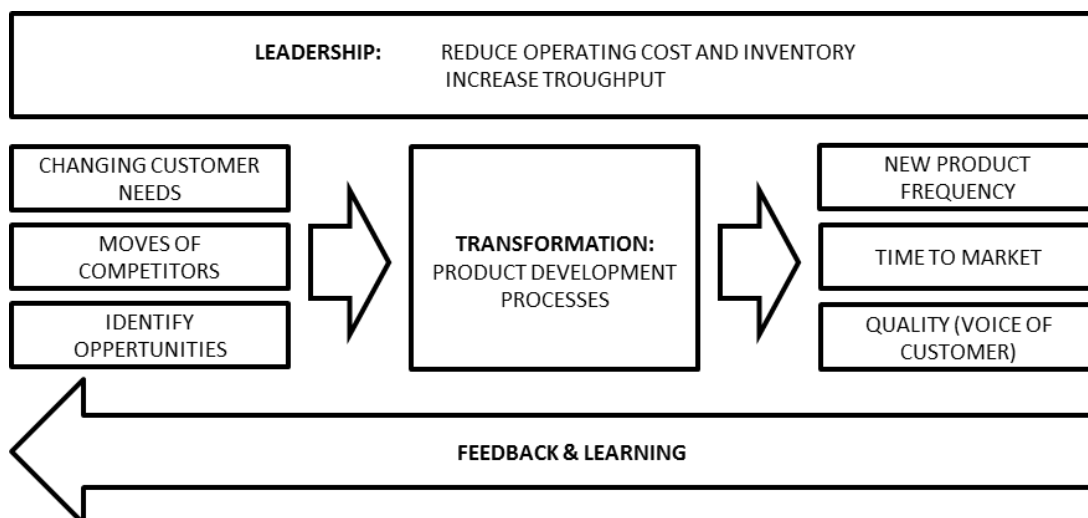 LEADERSHIP: REDUCE OPERATING COST AND INVENTORY
INCREASE TROUGHPUT
CHANGING CUSTOMER
NEEDS
MOVES OF
COMPETITORS
IDENTIFY
OPPERTUNITIES
TRANSFORMATION:
PRODUCT DEVELOPMENT
PROCESSES
NEW PRODUCT
FREQUENCY
TIME TO MARKET
QUALITY (VOICE OF
CUSTOMER)
FEEDBACK & LEARNING